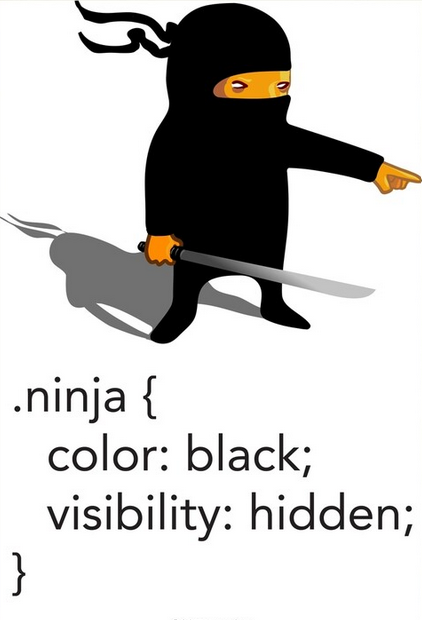 .ninja {
color: black;
visibility: hidden;
}